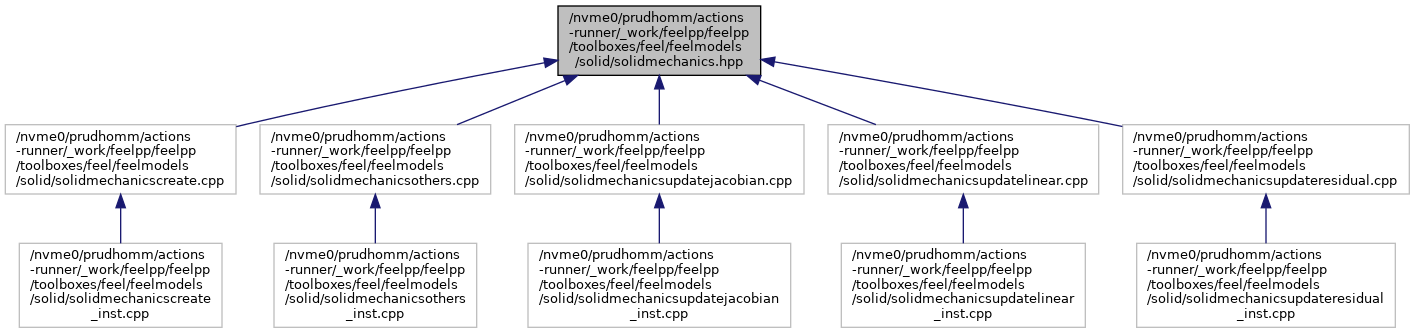 /nvme0/prudhomm/actions
-runner/_work/feelpp/feelpp
/toolboxes/feel/feelmodels
/solid/solidmechanics.hpp
/nvme0/prudhomm/actions
-runner/_work/feelpp/feelpp
/toolboxes/feel/feelmodels
/solid/solidmechanicscreate.cpp
/nvme0/prudhomm/actions
-runner/_work/feelpp/feelpp
/toolboxes/feel/feelmodels
/solid/solidmechanicsothers.cpp
/nvme0/prudhomm/actions
-runner/_work/feelpp/feelpp
/toolboxes/feel/feelmodels
/solid/solidmechanicsupdatejacobian.cpp
/nvme0/prudhomm/actions
-runner/_work/feelpp/feelpp
/toolboxes/feel/feelmodels
/solid/solidmechanicsupdatelinear.cpp
/nvme0/prudhomm/actions
-runner/_work/feelpp/feelpp
/toolboxes/feel/feelmodels
/solid/solidmechanicsupdateresidual.cpp
/nvme0/prudhomm/actions
-runner/_work/feelpp/feelpp
/toolboxes/feel/feelmodels
/solid/solidmechanicscreate
_inst.cpp
/nvme0/prudhomm/actions
-runner/_work/feelpp/feelpp
/toolboxes/feel/feelmodels
/solid/solidmechanicsothers
_inst.cpp
/nvme0/prudhomm/actions
-runner/_work/feelpp/feelpp
/toolboxes/feel/feelmodels
/solid/solidmechanicsupdatejacobian
_inst.cpp
/nvme0/prudhomm/actions
-runner/_work/feelpp/feelpp
/toolboxes/feel/feelmodels
/solid/solidmechanicsupdatelinear
_inst.cpp
/nvme0/prudhomm/actions
-runner/_work/feelpp/feelpp
/toolboxes/feel/feelmodels
/solid/solidmechanicsupdateresidual
_inst.cpp